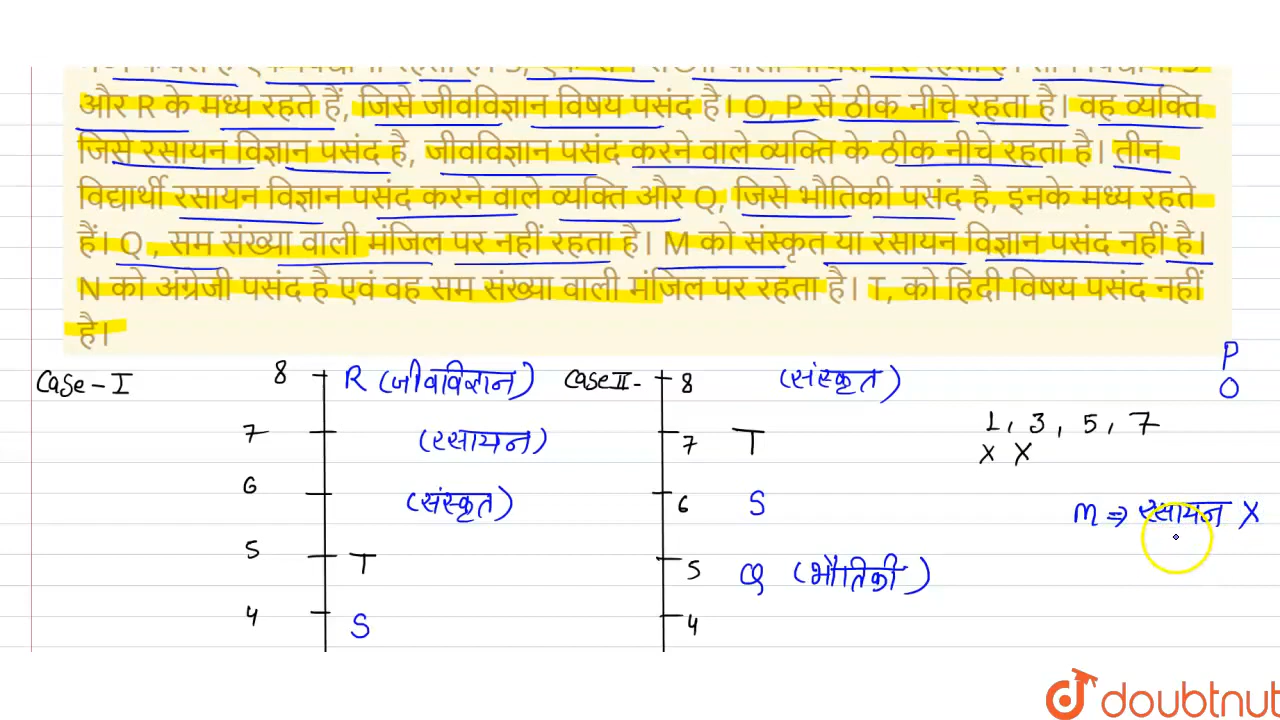 और R के मध्य रहते हैं, जिसे जीवविज्ञान विषय पसंद है। O, P से ठीक नीचे रहता है। वह व्यक्ति
जिसे रसायन विज्ञान पसंद है, जीवविज्ञान पसंद करने वाले व्यक्ति के ठीक नीचे रहता है। तीन
विद्यार्थी रसायन विज्ञान पसंद करने वाले व्यक्ति और Q, जिसे भौतिकी पसंद है, इनके मध्य रहते
हैं। Q , सम संख्या वाली मंजिल पर नहीं रहता है। M को संस्कृत या रसायन विज्ञान पसंद नहीं है।
N को अंग्रेजी पसंद है एवं वह सम संख्या वाली मंजिल पर रहता है। T, को हिंदी विषय पसंद नहीं
है।
P
Case-I 8 R (जीवविज्ञान) Case II- 8 (संस्कृत) O
7 (रसायन) 7 T 1, 3, 5, 7
x x
6 (संस्कृत) 6 S m ⇒ रसायन X
5 T 5 Q (भौतिकी)
4 S 4
doubtnut